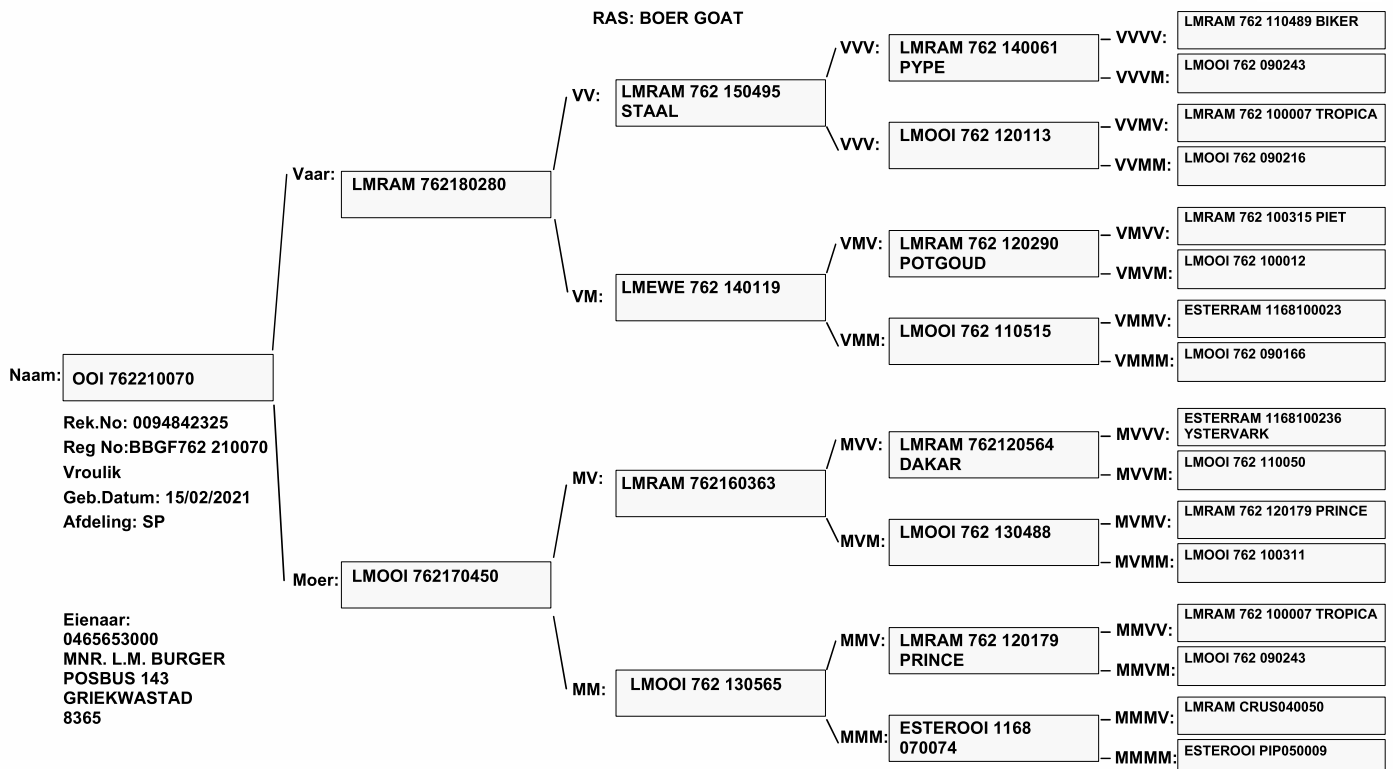 RAS: BOER GOAT
Naam: OOI 762210070
Rek.No: 0094842325
Reg No:BBGF762 210070
Vroulik
Geb.Datum: 15/02/2021
Afdeling: SP
Eienaar:
0465653000
MNR. L.M. BURGER
POSBUS 143
GRIEKWASTAD
8365
Vaar: LMRAM 762180280
Moer: LMOOI 762170450
VV: LMRAM 762 150495
STAAL
VM: LMEWE 762 140119
MV: LMRAM 762160363
MM: LMOOI 762 130565
VVV: LMRAM 762 140061
PYPE
VVV: LMOOI 762 120113
VMV: LMRAM 762 120290
POTGOUD
VMM: LMOOI 762 110515
MVV: LMRAM 762120564
DAKAR
MVM: LMOOI 762 130488
MMV: LMRAM 762 120179
PRINCE
MMM: ESTEROOI 1168
070074
VVVV: LMRAM 762 110489 BIKER
VVVM: LMOOI 762 090243
VVMV: LMRAM 762 100007 TROPICA
VVMM: LMOOI 762 090216
VMVV: LMRAM 762 100315 PIET
VMVM: LMOOI 762 100012
VMMV: ESTERRAM 1168100023
VMMM: LMOOI 762 090166
MVVV: ESTERRAM 1168100236
YSTERVARK
MVVM: LMOOI 762 110050
MVMV: LMRAM 762 120179 PRINCE
MVMM: LMOOI 762 100311
MMVV: LMRAM 762 100007 TROPICA
MMVM: LMOOI 762 090243
MMMV: LMRAM CRUS040050
MMMM: ESTEROOI PIP050009